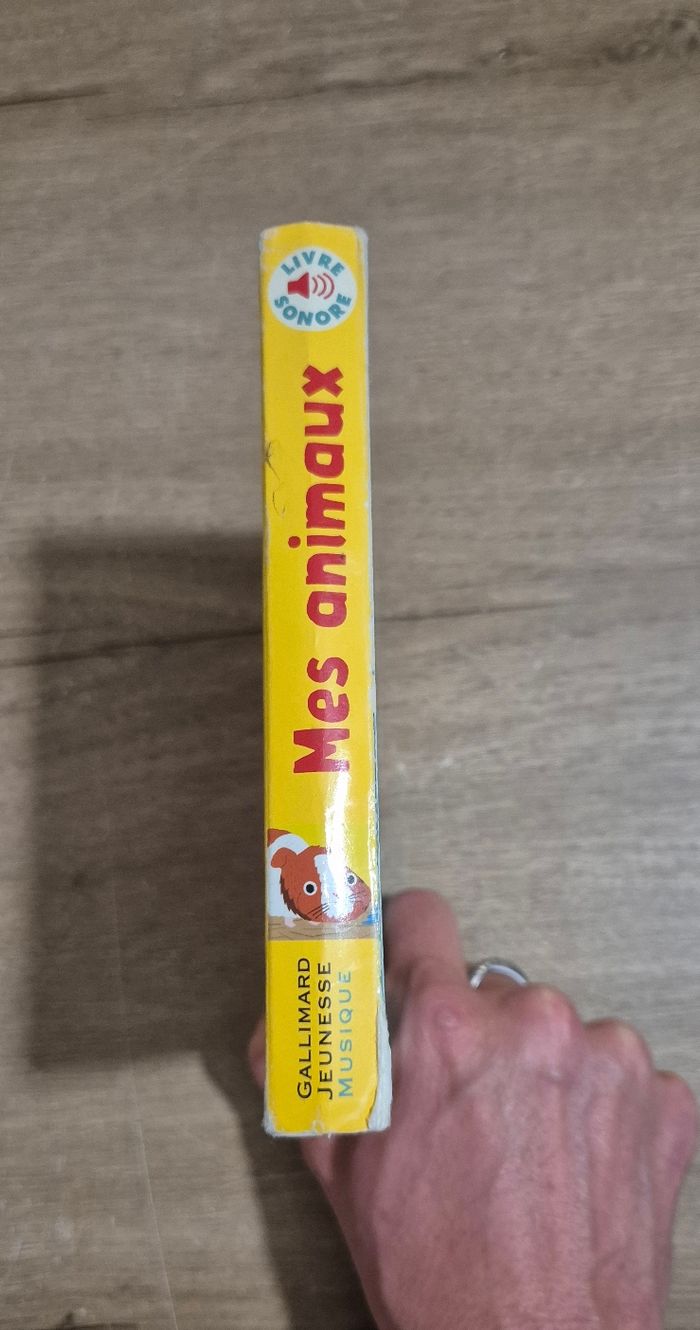 LIVRE
SONORE
Mes animaux
GALLIMARD
JEUNESSE
MUSIQUE